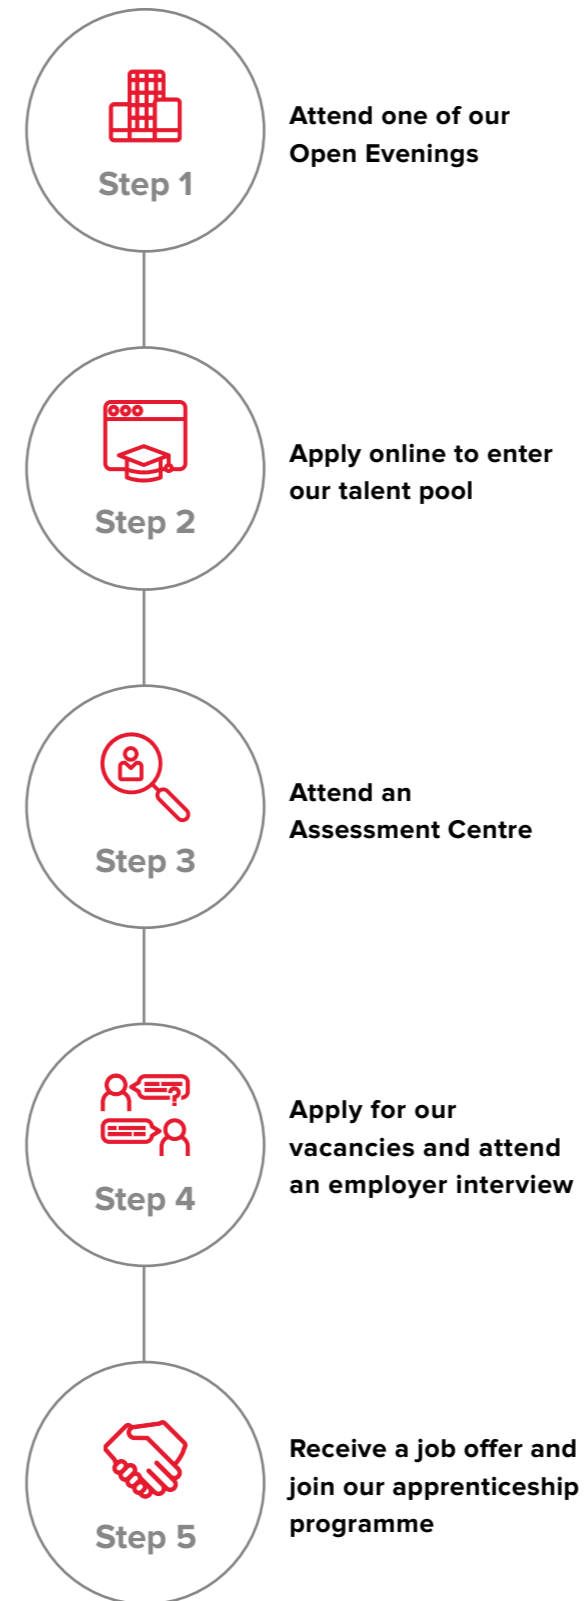 Step 1
Attend one of our
Open Evenings
Step 2
Apply online to enter
our talent pool
Step 3
Attend an
Assessment Centre
Step 4
Apply for our
vacancies and attend
an employer interview
Step 5
Receive a job offer and
join our apprenticeship
programme